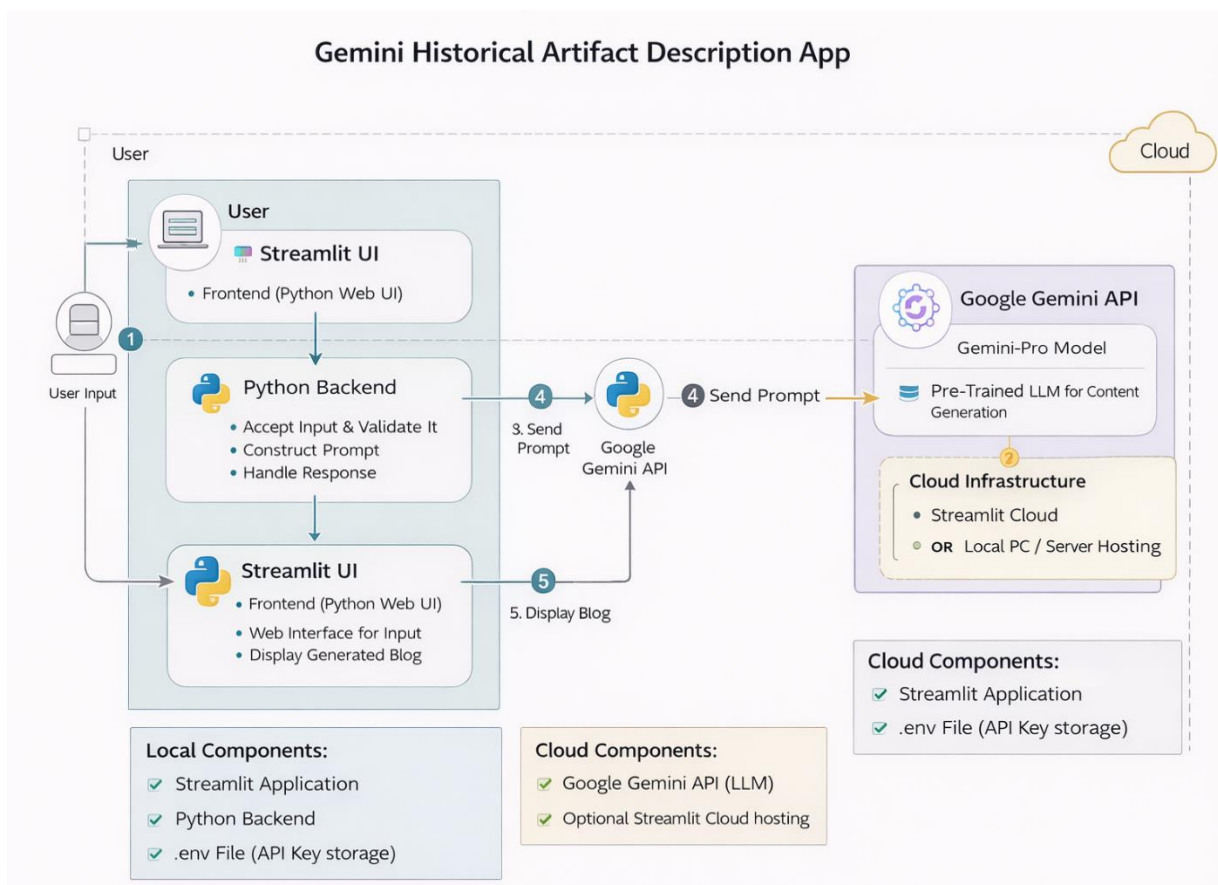 Gemini Historical Artifact Description App
Cloud
User
User
Streamlit UI
• Frontend (Python Web UI)
1
User Input
Python Backend
• Accept Input & Validate It
• Construct Prompt
• Handle Response
4
3. Send
Prompt
Google
Gemini API
4 Send Prompt
Google Gemini API
Gemini-Pro Model
Pre-Trained LLM for Content
Generation
2
Cloud Infrastructure
• Streamlit Cloud
OR Local PC / Server Hosting
Streamlit UI
• Frontend (Python Web UI)
• Web Interface for Input
• Display Generated Blog
5
5. Display Blog
Cloud Components:
Streamlit Application
.env File (API Key storage)
Local Components:
Streamlit Application
Python Backend
.env File (API Key storage)
Cloud Components:
Google Gemini API (LLM)
Optional Streamlit Cloud hosting